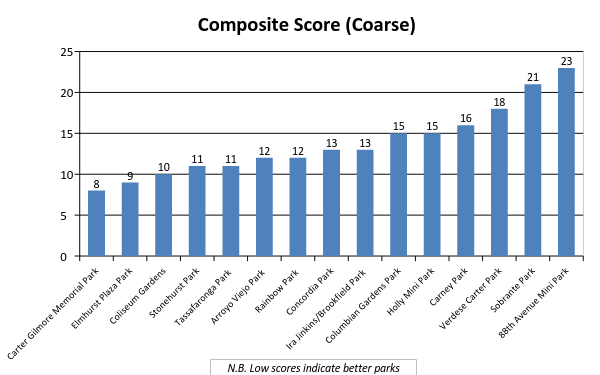 Composite Score (Coarse)
25
20
15
10
5
0
8
9
10
11
11
12
12
13
13
15
15
16
18
21
23
Carter Gilmore Memorial Park
Elmhurst Plaza Park
Coliseum Gardens
Stonehurst Park
Tassafaronga Park
Arroyo Viejo Park
Rainbow Park
Concordia Park
Ira Jinkins/Brookfield Park
Columbian Gardens Park
Holly Mini Park
Carney Park
Verdese Carter Park
Sobrante Park
88th Avenue Mini Park
N.B. Low scores indicate better parks